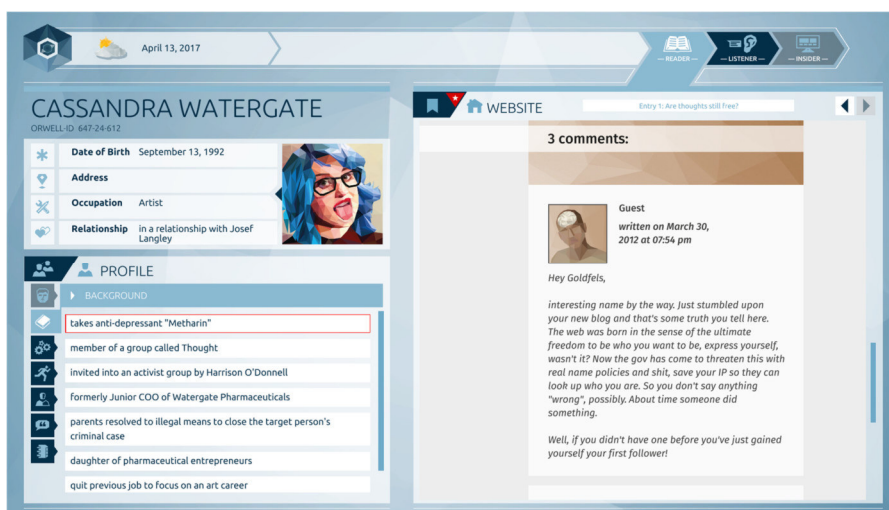 April 13, 2017
— READER —
— LISTENER —
— INSIDER —
CASSANDRA WATERGATE
ORWELL-ID 647-24-612
Date of Birth September 13, 1992
Address
Occupation Artist
Relationship in a relationship with Josef
Langley
PROFILE
BACKGROUND
takes anti-depressant "Metharin"
member of a group called Thought
invited into an activist group by Harrison O'Donnell
formerly Junior COO of Watergate Pharmaceuticals
parents resolved to illegal means to close the target person's
criminal case
daughter of pharmaceutical entrepreneurs
quit previous job to focus on an art career
WEBSITE
Entry 1: Are thoughts still free?
3 comments:
Guest
written on March 30,
2012 at 07:54 pm
Hey Goldfels,
interesting name by the way. Just stumbled upon
your new blog and that's some truth you tell here.
The web was born in the sense of the ultimate
freedom to be who you want to be, express yourself,
wasn't it? Now the gov has come to threaten this with
real name policies and shit, save your IP so they can
look up who you are. So you don't say anything
"wrong", possibly. About time someone did
something.
Well, if you didn't have one before you've just gained
yourself your first follower!